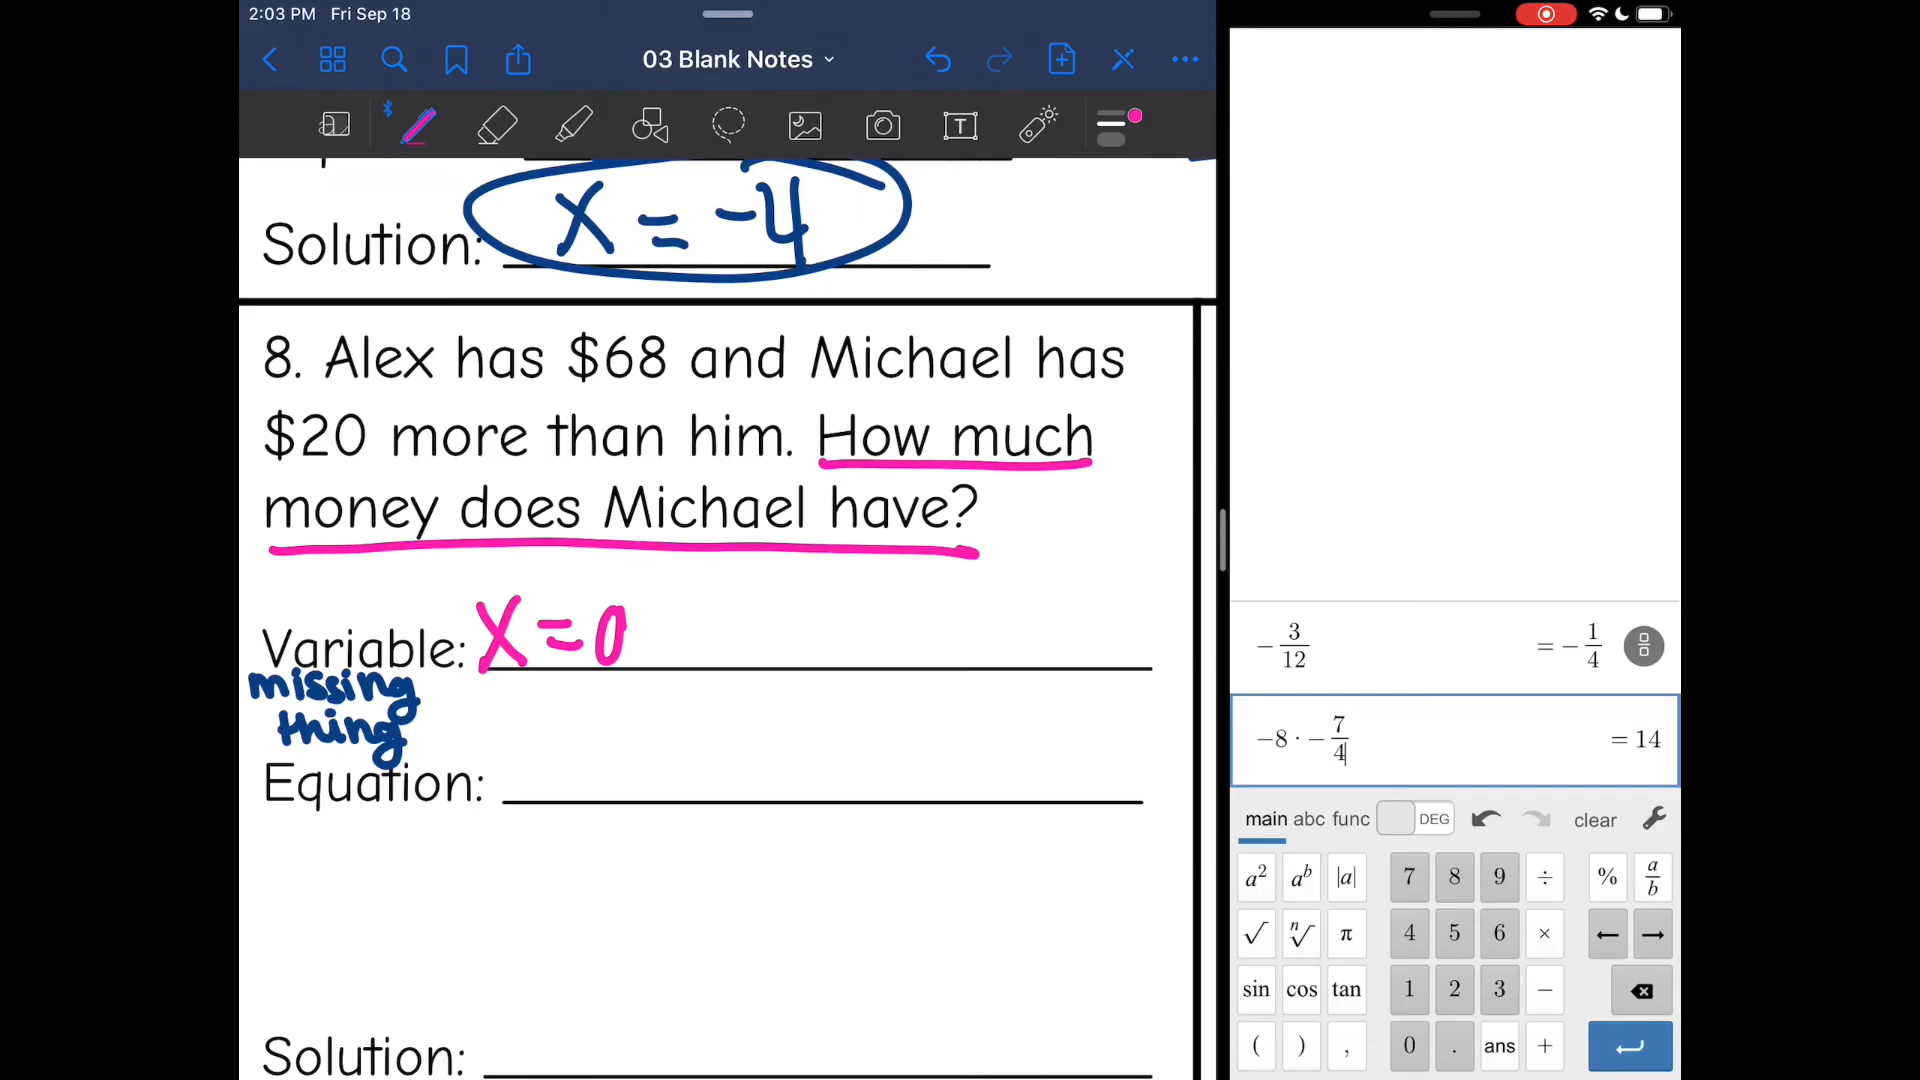 2:03 PM Fri Sep 18
03 Blank Notes
T
Solution: x = -4
8. Alex has $68 and Michael has
$20 more than him. How much
money does Michael have?
Variable: x = 0
missing
thing
Equation:
Solution:
-3/12 = -1/4
-8 · -7/4 = 14
main abc func DEG clear
a² aᵇ |a| 7 8 9 ÷ % a/b
√ ⁿ√ π 4 5 6 × ← →
sin cos tan 1 2 3 −
( ) , 0 . ans +